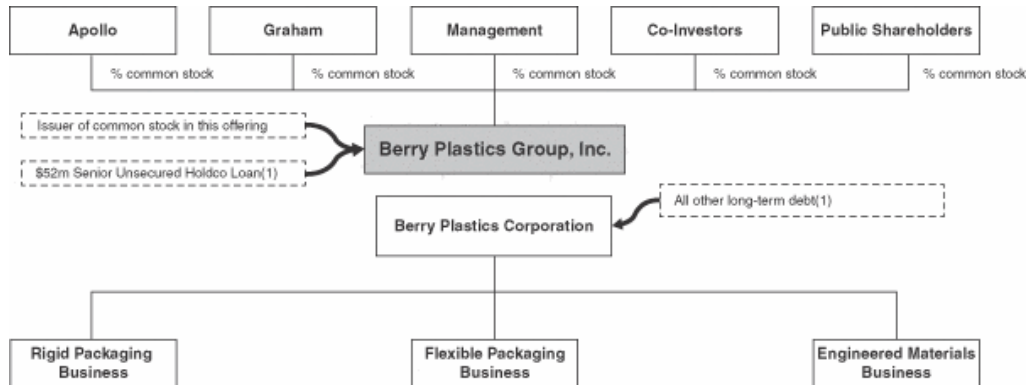 Apollo
Graham
Management
Co-Investors
Public Shareholders
% common stock
% common stock
% common stock
% common stock
% common stock
Issuer of common stock in this offering
Berry Plastics Group, Inc.
$52m Senior Unsecured Holdco Loan(1)
All other long-term debt(1)
Berry Plastics Corporation
Rigid Packaging
Business
Flexible Packaging
Business
Engineered Materials
Business